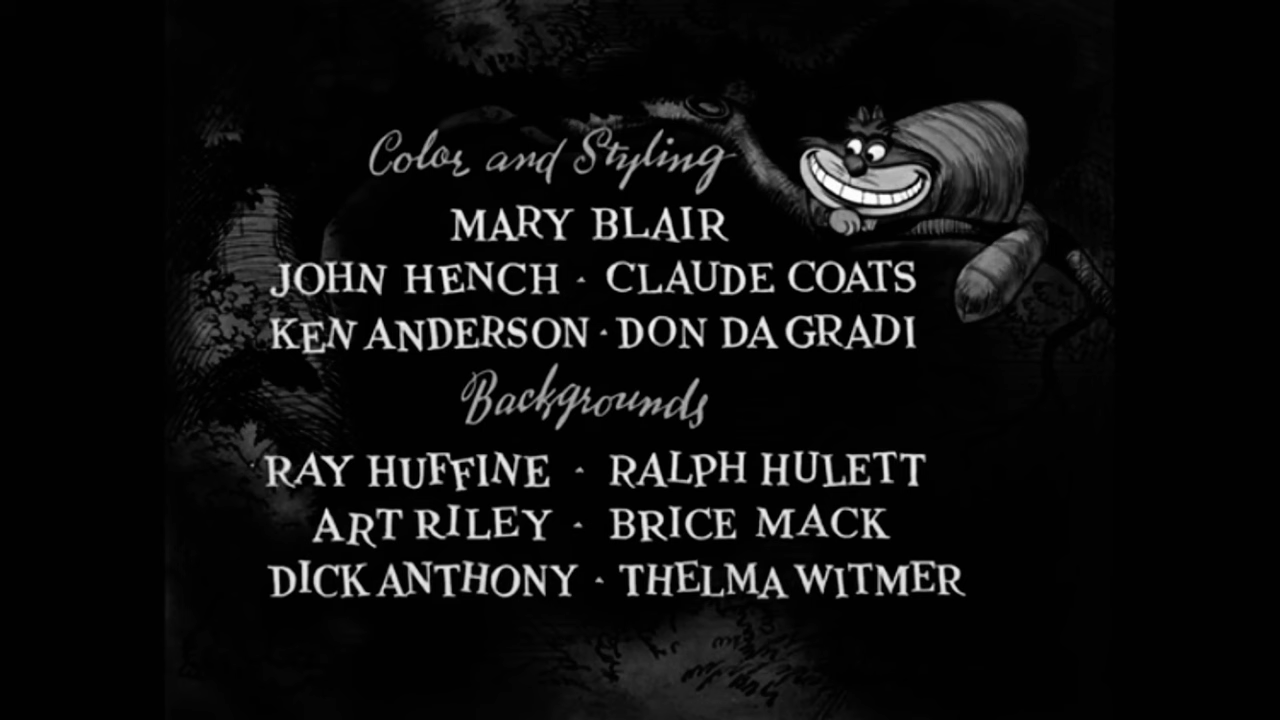 Color and Styling
MARY BLAIR
JOHN HENCH · CLAUDE COATS
KEN ANDERSON · DON DA GRADI
Backgrounds
RAY HUFFINE · RALPH HULETT
ART RILEY · BRICE MACK
DICK ANTHONY · THELMA WITMER